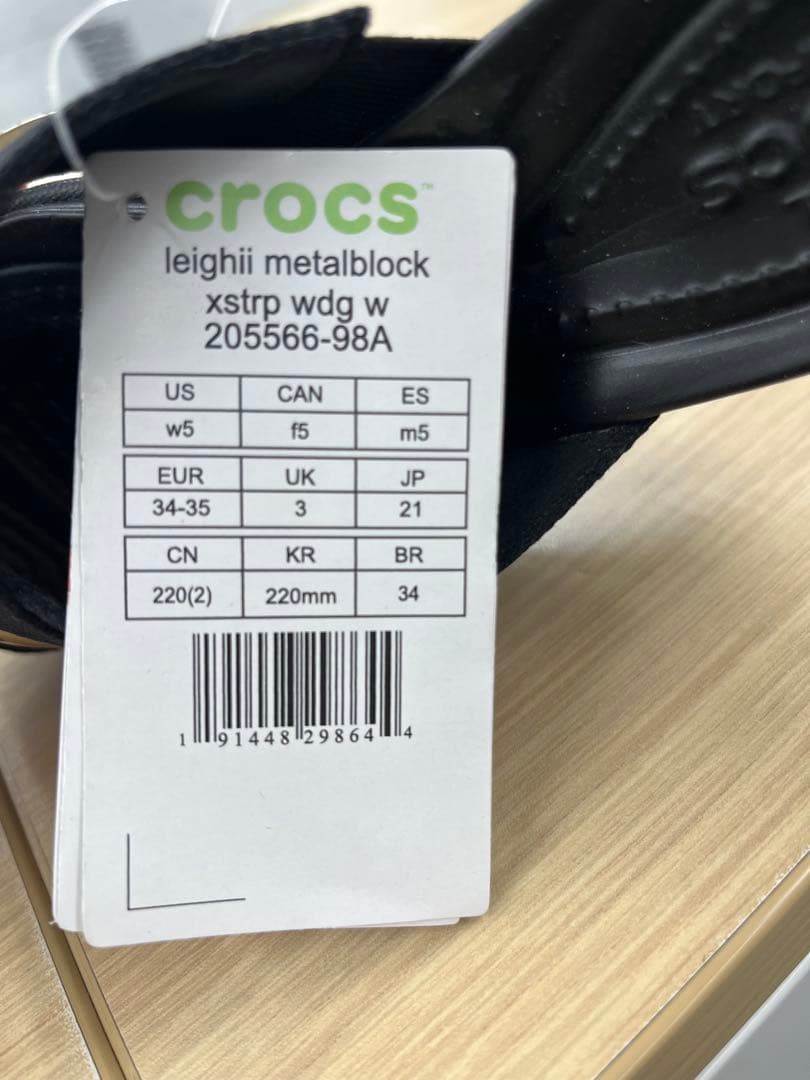 crocs™
leighii metalblock
xstrp wdg w
205566-98A
US CAN ES
w5 f5 m5
EUR UK JP
34-35 3 21
CN KR BR
220(2) 220mm 34
1 91448 29864 4